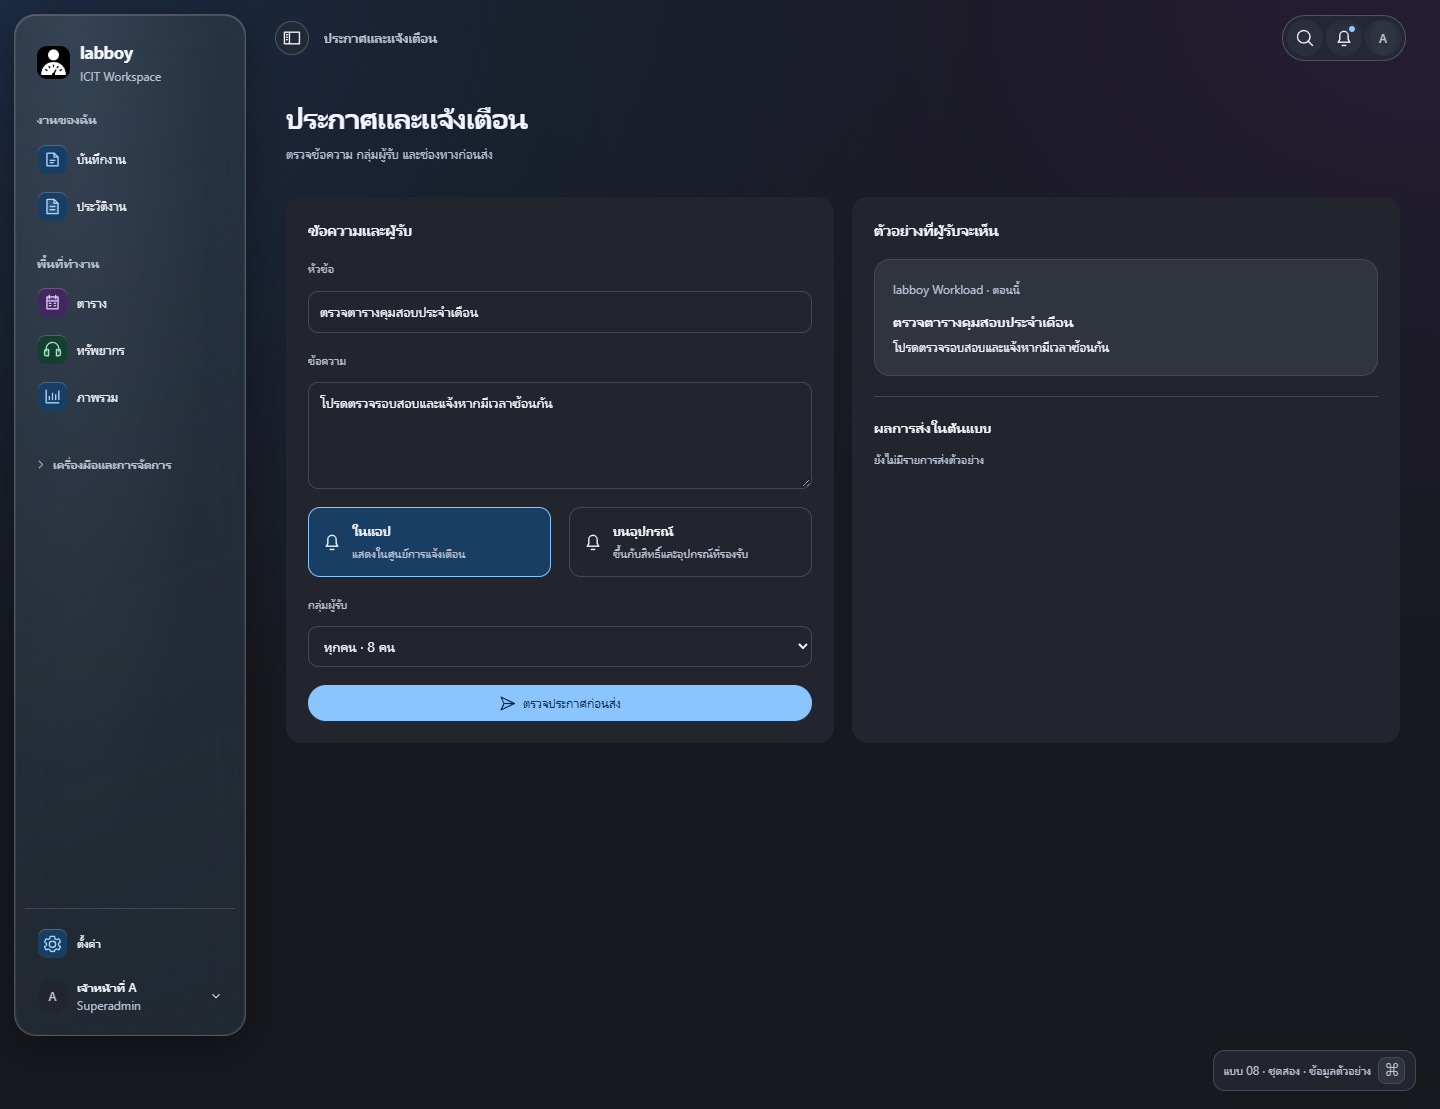 labboy
ICIT Workspace
งานของฉัน
บันทึกงาน
ประวัติงาน
พื้นที่ทำงาน
ตาราง
ทรัพยากร
ภาพรวม
เครื่องมือและการจัดการ
ตั้งค่า
A
เจ้าหน้าที่ A
Superadmin
ประกาศและแจ้งเตือน
A
ประกาศและแจ้งเตือน
ตรวจข้อความ กลุ่มผู้รับ และช่องทางก่อนส่ง
ข้อความและผู้รับ
หัวข้อ
ตรวจตารางคุมสอบประจำเดือน
ข้อความ
โปรดตรวจรอบสอบและแจ้งหากมีเวลาซ้อนกัน
ในแอป
แสดงในศูนย์การแจ้งเตือน
บนอุปกรณ์
ขึ้นกับสิทธิ์และอุปกรณ์ที่รองรับ
กลุ่มผู้รับ
ทุกคน · 8 คน
ตรวจประกาศก่อนส่ง
ตัวอย่างที่ผู้รับจะเห็น
labboy Workload · ตอนนี้
ตรวจตารางคุมสอบประจำเดือน
โปรดตรวจรอบสอบและแจ้งหากมีเวลาซ้อนกัน
ผลการส่งในต้นแบบ
ยังไม่มีรายการส่งตัวอย่าง
แบบ 08 · ชุดสอง · ข้อมูลตัวอย่าง ⌘